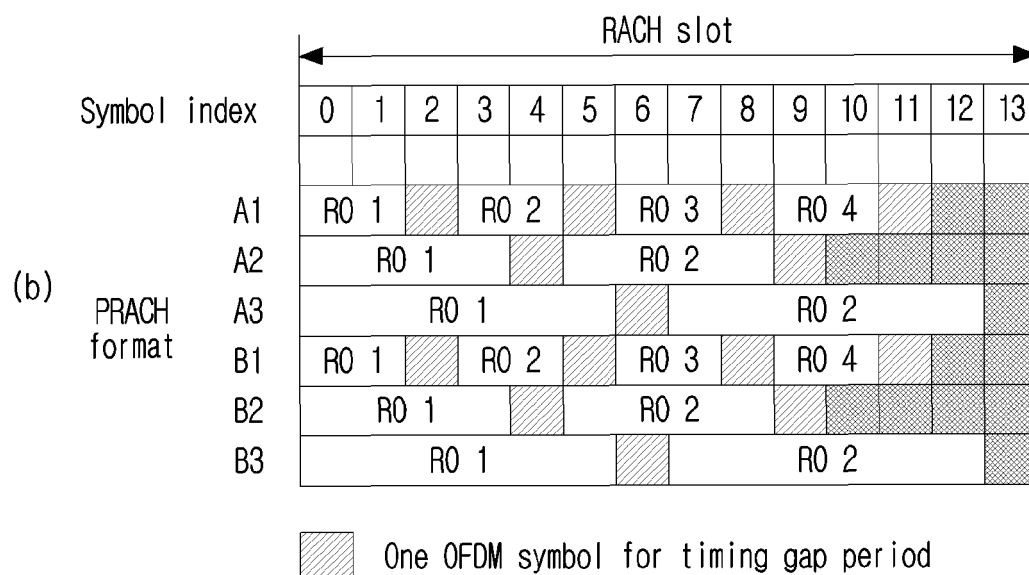 RACH slot
Symbol index 0 1 2 3 4 5 6 7 8 9 10 11 12 13
A1 RO 1 RO 2 RO 3 RO 4
A2 RO 1 RO 2
(b)
PRACH format
A3 RO 1 RO 2
B1 RO 1 RO 2 RO 3 RO 4
B2 RO 1 RO 2
B3 RO 1 RO 2
One OFDM symbol for timing gap period